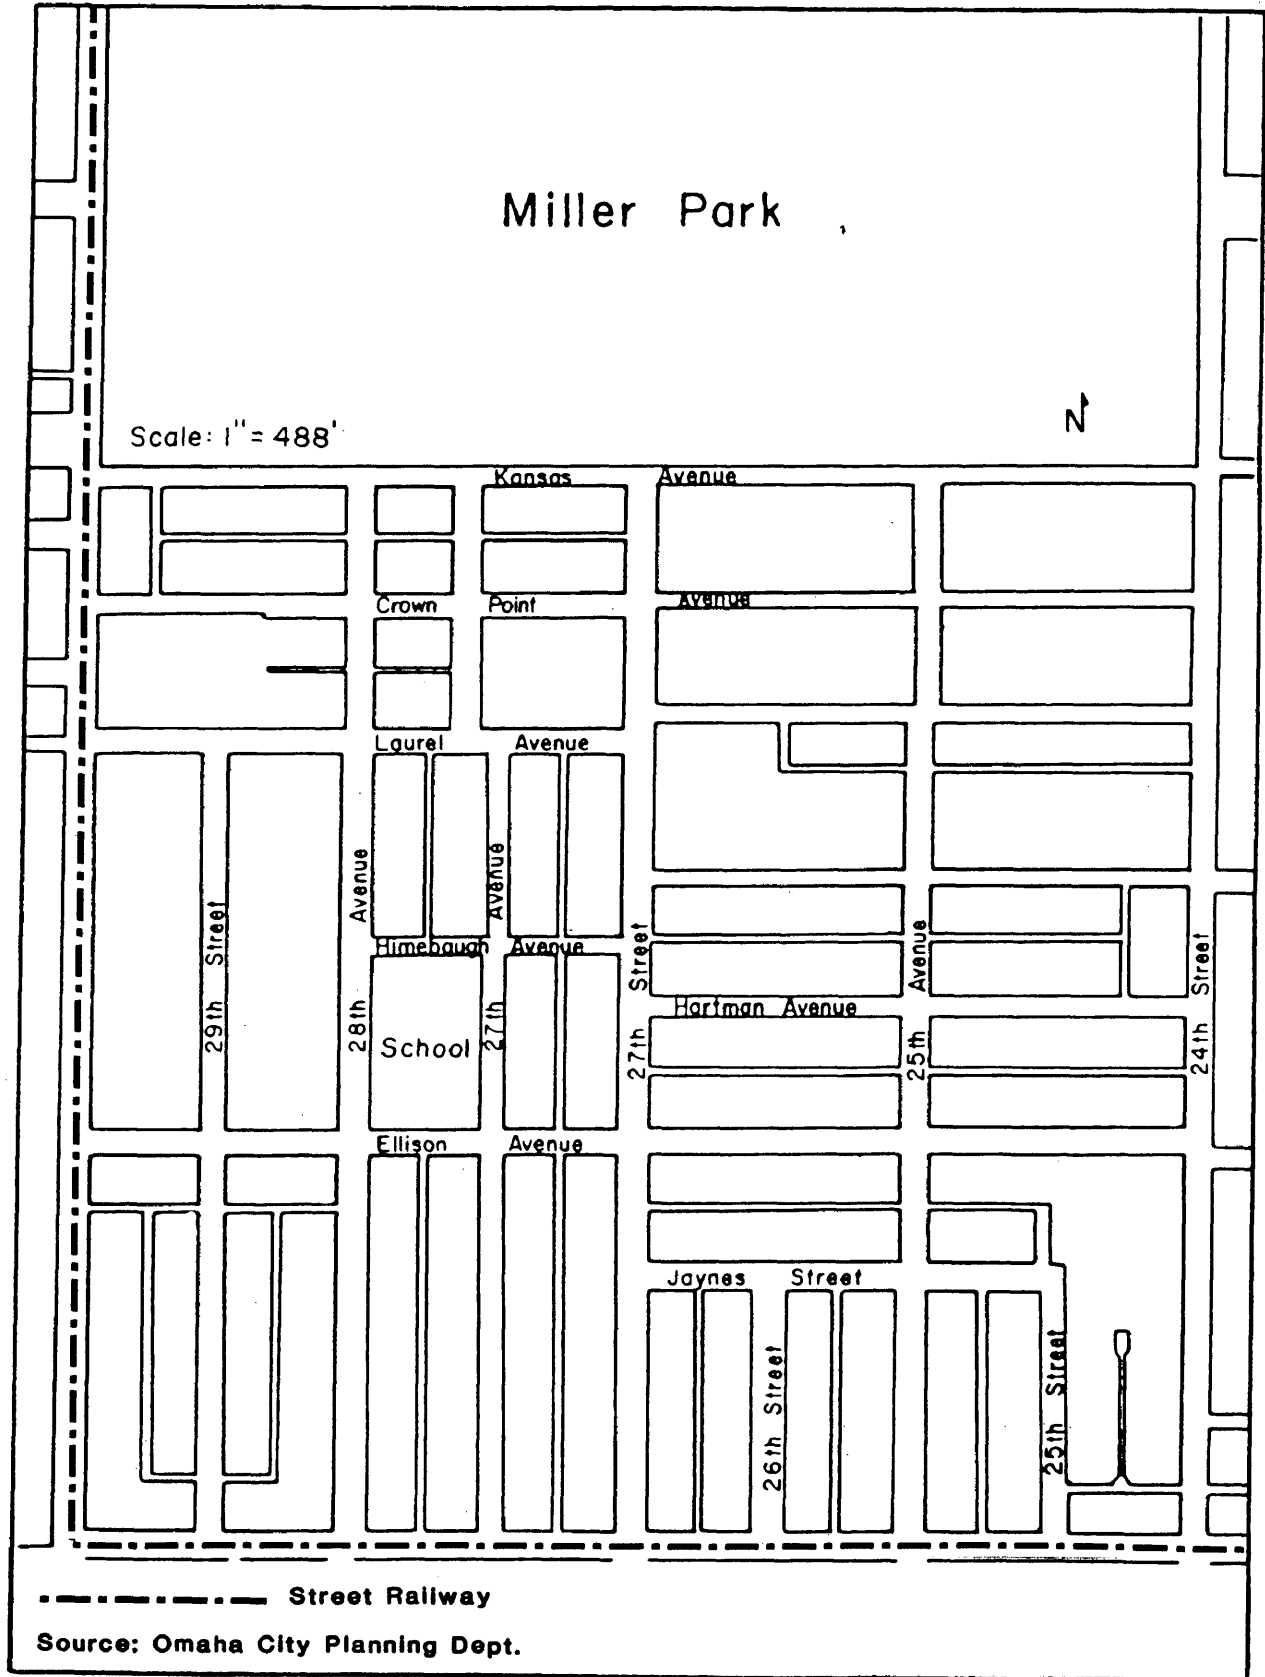 Miller Park
Scale: 1" = 488'
N
Kansas Avenue
Crown Point Avenue
Laurel Avenue
Himebaugh Avenue
29th Street
28th Avenue
School
27th Avenue
27th Street
Hartman Avenue
25th Avenue
24th Street
Ellison Avenue
Jaynes Street
26th Street
25th Street
Street Railway
Source: Omaha City Planning Dept.